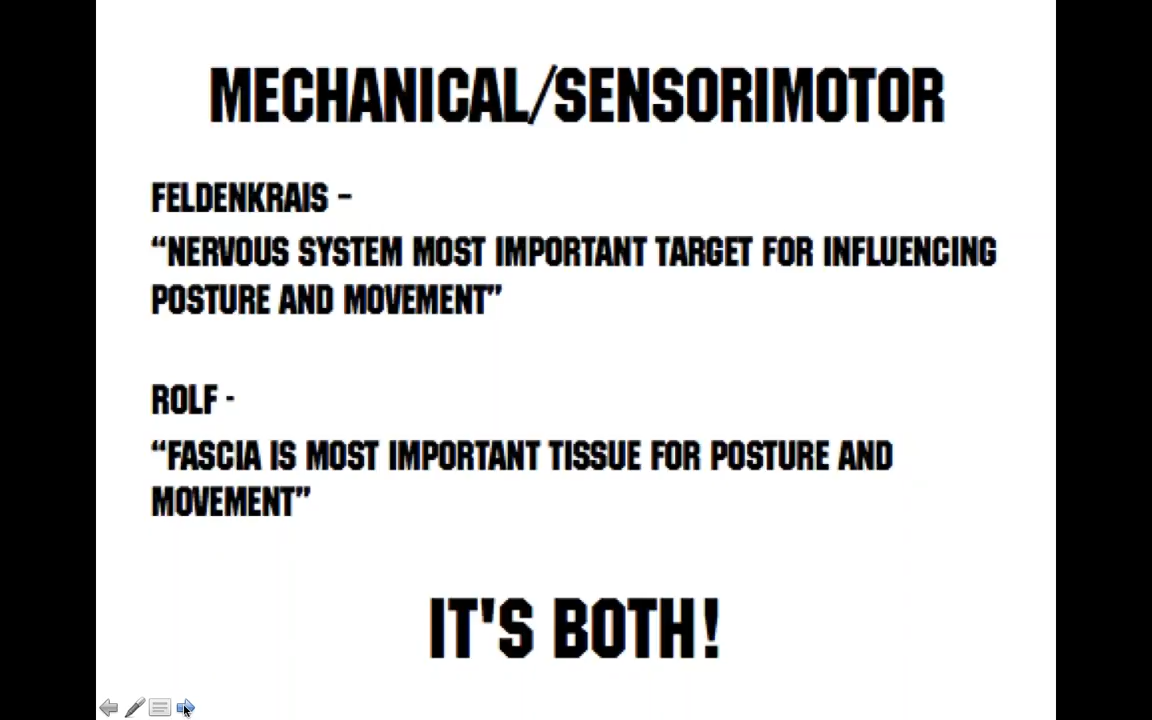 MECHANICAL/SENSORIMOTOR
FELDENKRAIS –
“NERVOUS SYSTEM MOST IMPORTANT TARGET FOR INFLUENCING
POSTURE AND MOVEMENT”
ROLF -
“FASCIA IS MOST IMPORTANT TISSUE FOR POSTURE AND
MOVEMENT”
IT'S BOTH!